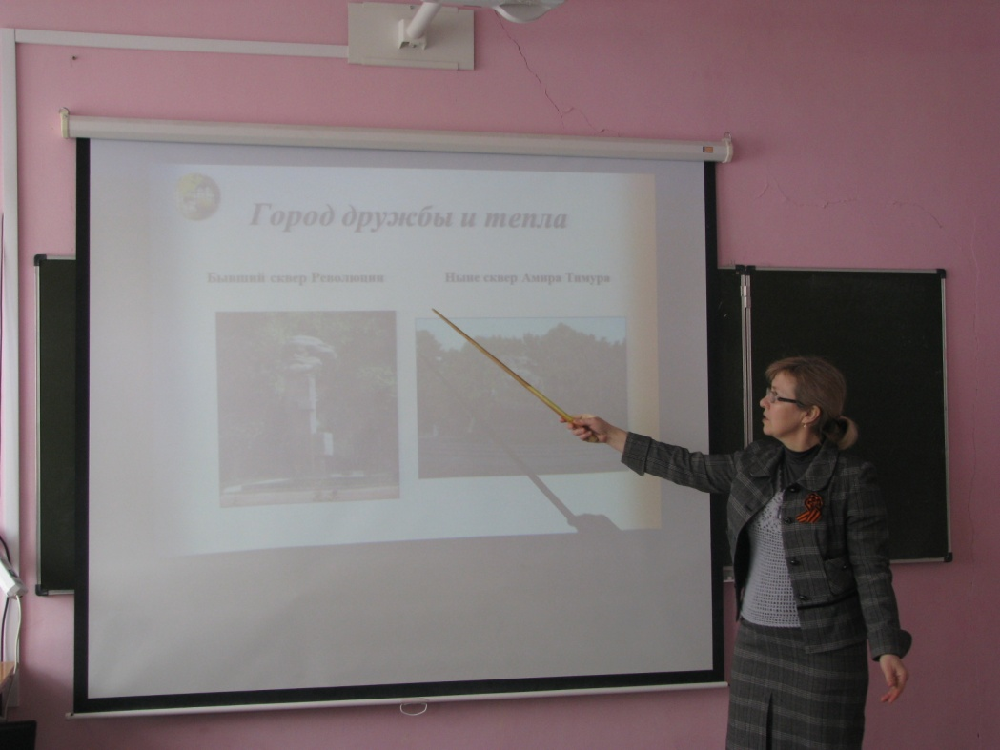 Город дружбы и тепла
Бывший сквер Революции
Ныне сквер Амира Тимура